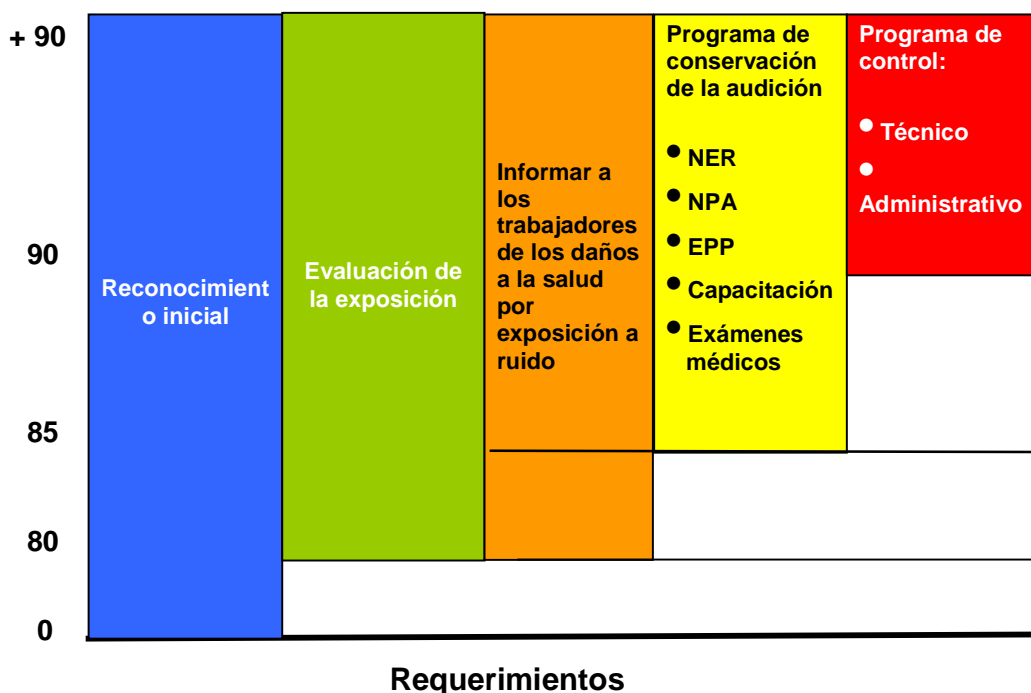 + 90
90
85
80
0
Reconocimient
o inicial
Evaluación de
la exposición
Informar a
los
trabajadores
de los daños
a la salud
por
exposición a
ruido
Programa de
conservación
de la audición
● NER
● NPA
● EPP
● Capacitación
● Exámenes
médicos
Programa de
control:
● Técnico
●
Administrativo
Requerimientos